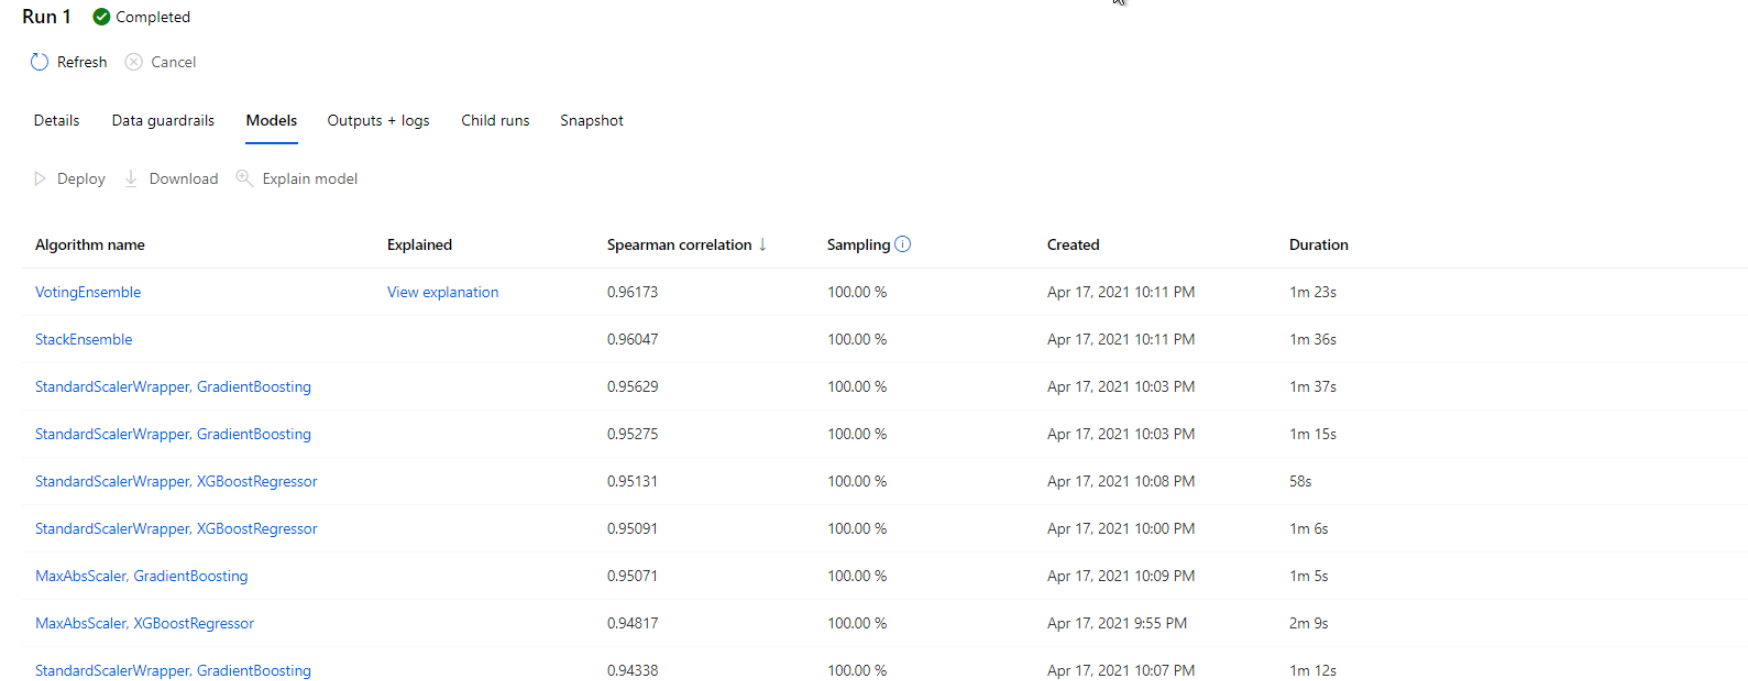 Run 1 Completed
Refresh Cancel
Details Data guardrails Models Outputs + logs Child runs Snapshot
Deploy Download Explain model
Algorithm name Explained Spearman correlation ↓ Sampling Created Duration
VotingEnsemble View explanation 0.96173 100.00 % Apr 17, 2021 10:11 PM 1m 23s
StackEnsemble 0.96047 100.00 % Apr 17, 2021 10:11 PM 1m 36s
StandardScalerWrapper, GradientBoosting 0.95629 100.00 % Apr 17, 2021 10:03 PM 1m 37s
StandardScalerWrapper, GradientBoosting 0.95275 100.00 % Apr 17, 2021 10:03 PM 1m 15s
StandardScalerWrapper, XGBoostRegressor 0.95131 100.00 % Apr 17, 2021 10:08 PM 58s
StandardScalerWrapper, XGBoostRegressor 0.95091 100.00 % Apr 17, 2021 10:00 PM 1m 6s
MaxAbsScaler, GradientBoosting 0.95071 100.00 % Apr 17, 2021 10:09 PM 1m 5s
MaxAbsScaler, XGBoostRegressor 0.94817 100.00 % Apr 17, 2021 9:55 PM 2m 9s
StandardScalerWrapper, GradientBoosting 0.94338 100.00 % Apr 17, 2021 10:07 PM 1m 12s